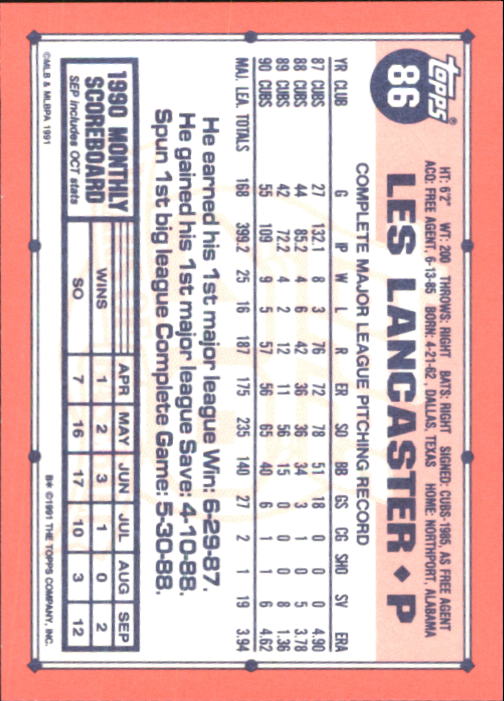 topps®
86
HT: 6'2" WT: 200 THROWS: RIGHT BATS: RIGHT SIGNED: CUBS-1985, AS FREE AGENT
ACQ: FREE AGENT, 6-13-85 BORN: 4-21-62, DALLAS, TEXAS HOME: NORTHPORT, ALABAMA
LES LANCASTER ◆ P
COMPLETE MAJOR LEAGUE PITCHING RECORD
YR CLUB G IP W L R ER SO BB GS CG SHO SV ERA
87 CUBS 27 132.1 8 3 76 72 78 51 18 0 0 0 4.90
88 CUBS 44 85.2 4 6 42 36 36 34 3 1 0 5 3.78
89 CUBS 42 72.2 4 2 12 11 56 15 0 0 0 8 1.36
90 CUBS 55 109 9 5 57 56 65 40 6 1 1 6 4.62
MAJ. LEA. TOTALS 168 399.2 25 16 187 175 235 140 27 2 1 19 3.94
He earned his 1st major league Win: 6-29-87.
He gained his 1st major league Save: 4-10-88.
Spun 1st big league Complete Game: 5-30-88.
1990 MONTHLY
SCOREBOARD
SEP includes OCT stats
APR MAY JUN JUL AUG SEP
WINS 1 2 3 1 0 2
SO 7 16 17 10 3 12
©MLB & MLBPA 1991
B* ©1991 THE TOPPS COMPANY, INC.